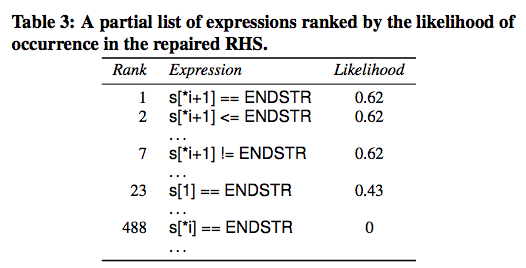 Table 3: A partial list of expressions ranked by the likelihood of
occurrence in the repaired RHS.
Rank Expression Likelihood
1 s[*i+1] == ENDSTR 0.62
2 s[*i+1] <= ENDSTR 0.62
...
7 s[*i+1] != ENDSTR 0.62
...
23 s[1] == ENDSTR 0.43
...
488 s[*i] == ENDSTR 0
...